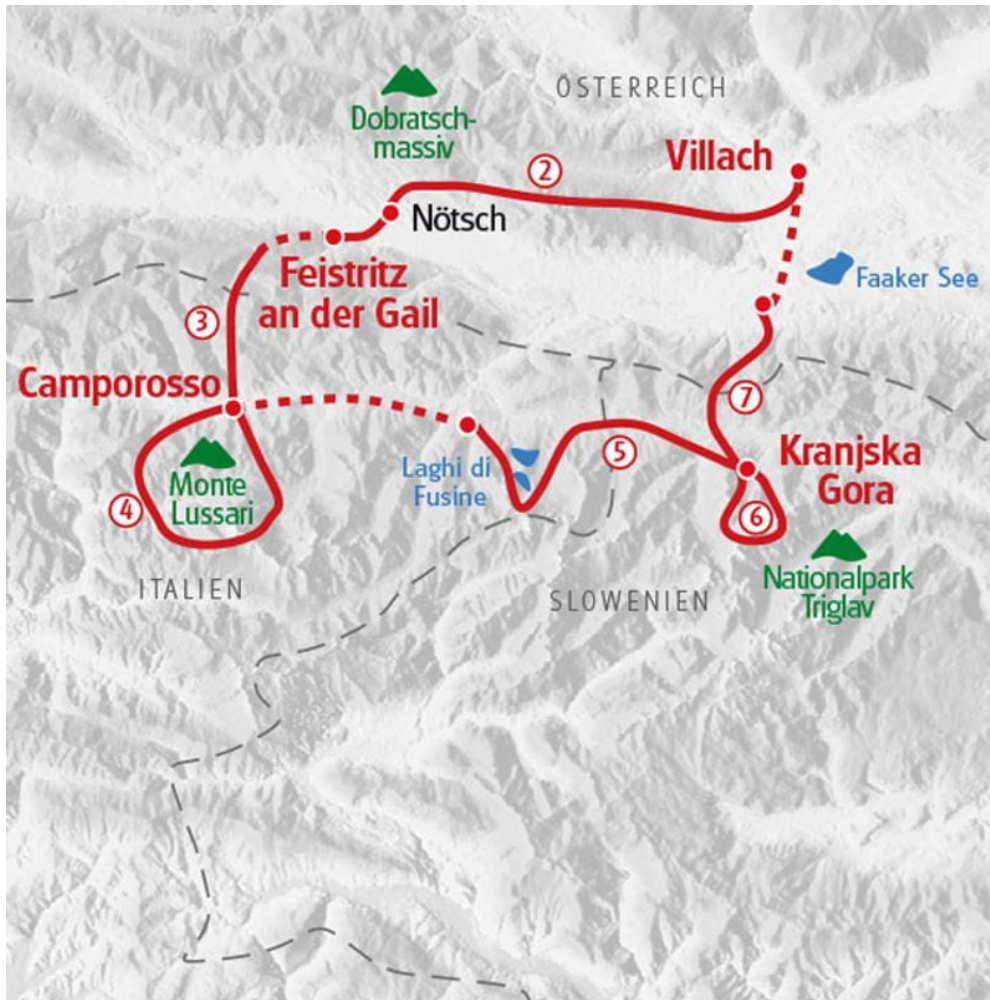 ÖSTERREICH
Dobratsch-
massiv
Villach
2
Nötsch
Faaker See
Feistritz
an der Gail
3
Camporosso
7
Kranjska
Gora
5
Laghi di
Fusine
Monte
Lussari
4
6
Nationalpark
Triglav
ITALIEN
SLOWENIEN